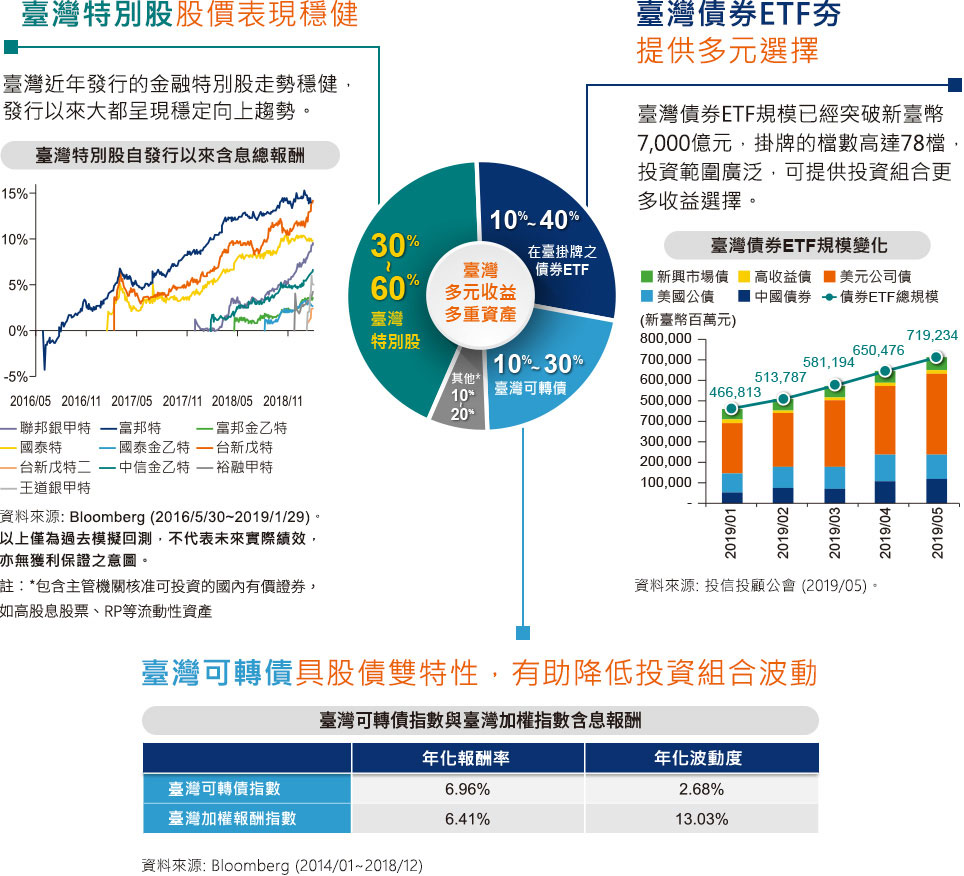 臺灣特別股股價表現穩健
臺灣近年發行的金融特別股走勢穩健，
發行以來大都呈現穩定向上趨勢。
臺灣特別股自發行以來含息總報酬
15%
10%
5%
0%
-5%
2016/05 2016/11 2017/05 2017/11 2018/05 2018/11
聯邦銀甲特 富邦特 富邦金乙特
國泰特 國泰金乙特 台新戊特
台新戊特二 中信金乙特 裕融甲特
王道銀甲特
資料來源: Bloomberg (2016/5/30~2019/1/29)。
以上僅為過去模擬回測，不代表未來實際績效，
亦無獲利保證之意圖。
註：*包含主管機關核准可投資的國內有價證券，
如高股息股票、RP等流動性資產
30%
~
60%
臺灣
特別股
10%~40%
在臺掛牌之
債券ETF
臺灣
多元收益
多重資產
10%~30%
臺灣可轉債
其他*
10%
~
20%
臺灣債券ETF夯
提供多元選擇
臺灣債券ETF規模已經突破新臺幣
7,000億元，掛牌的檔數高達78檔，
投資範圍廣泛，可提供投資組合更
多收益選擇。
臺灣債券ETF規模變化
新興市場債 高收益債 美元公司債
美國公債 中國債券 債券ETF總規模
(新臺幣百萬元)
800,000
700,000
600,000
500,000
700,000
300,000
200,000
100,000
-
466,813
513,787
581,194
650,476
719,234
2019/01
2019/02
2019/03
2019/04
2019/05
資料來源: 投信投顧公會 (2019/05)。
臺灣可轉債具股債雙特性，有助降低投資組合波動
臺灣可轉債指數與臺灣加權指數含息報酬
年化報酬率 年化波動度
臺灣可轉債指數 6.96% 2.68%
臺灣加權報酬指數 6.41% 13.03%
資料來源: Bloomberg (2014/01~2018/12)